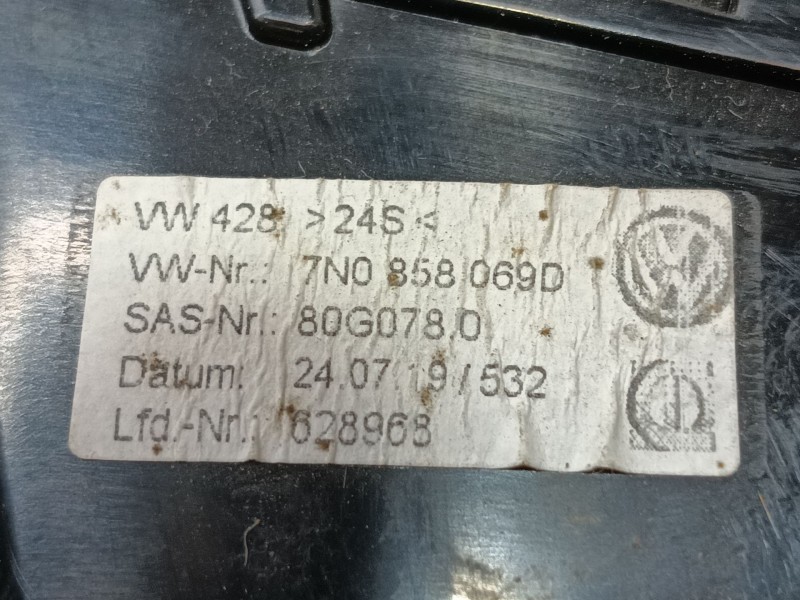 VW 428 >24S<
VW-Nr.: 7N0 858 069D
SAS-Nr.: 80G078.0
Datum: 24.07.19 / 532
Lfd.-Nr.: 628968